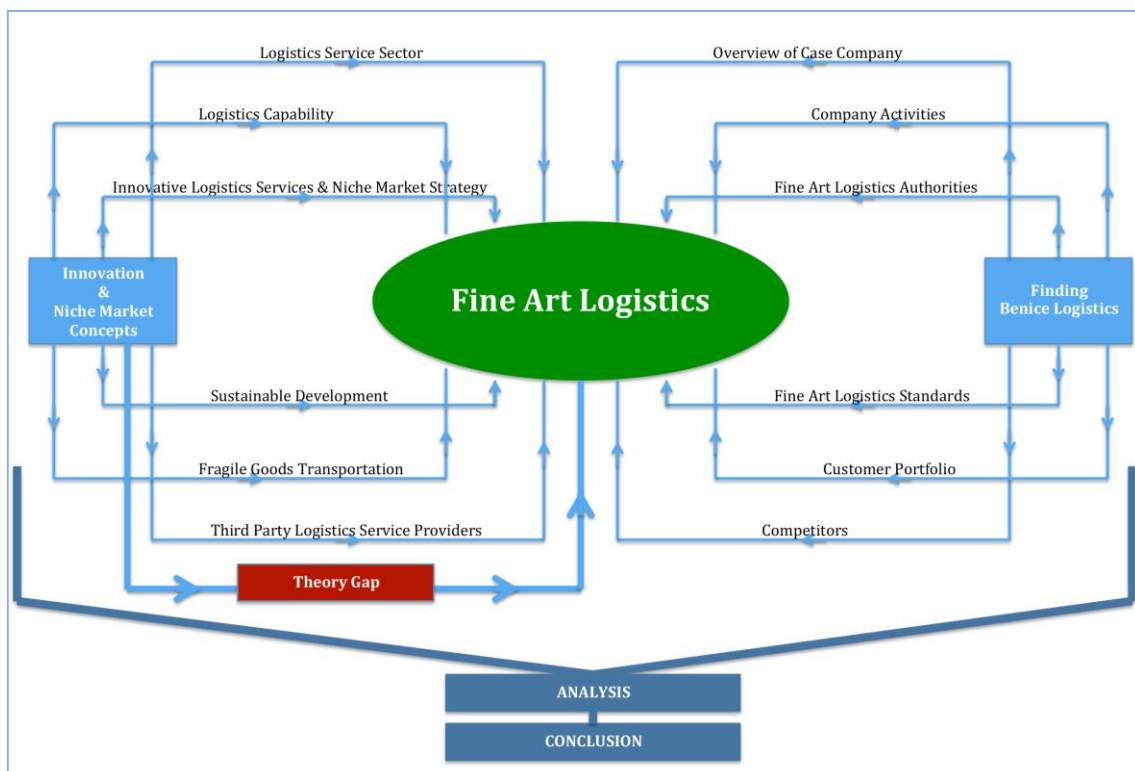 Logistics Service Sector
Overview of Case Company
Logistics Capability
Company Activities
Innovative Logistics Services & Niche Market Strategy
Fine Art Logistics Authorities
Innovation
&
Niche Market
Concepts
Fine Art Logistics
Finding
Benice Logistics
Sustainable Development
Fine Art Logistics Standards
Fragile Goods Transportation
Customer Portfolio
Third Party Logistics Service Providers
Competitors
Theory Gap
ANALYSIS
CONCLUSION